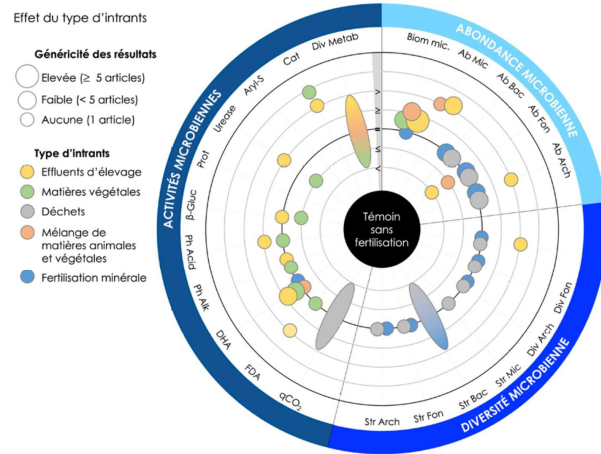 Effet du type d'intrants
Généricité des résultats
Elevée (≥ 5 articles)
Faible (< 5 articles)
Aucune (1 article)
Type d'intrants
Effluents d'élevage
Matières végétales
Déchets
Mélange de
matières animales
et végétales
Fertilisation minérale
ACTIVITÉS MICROBIENNES
ABONDANCE MICROBIENNE
DIVERSITÉ MICROBIENNE
Biom mic.
Ab Mic
Ab Bac
Ab Fon
Ab Arch
Div Fon
Div Arch
Str Mic
Str Bac
Str Fon
Str Arch
qCO₂
FDA
DHA
Ph Alk
Ph Acid
β-Gluc
Prot
Urease
Aryl-S
Cat
Div Metab
>
≥
=
≤
<
Témoin
sans
fertilisation